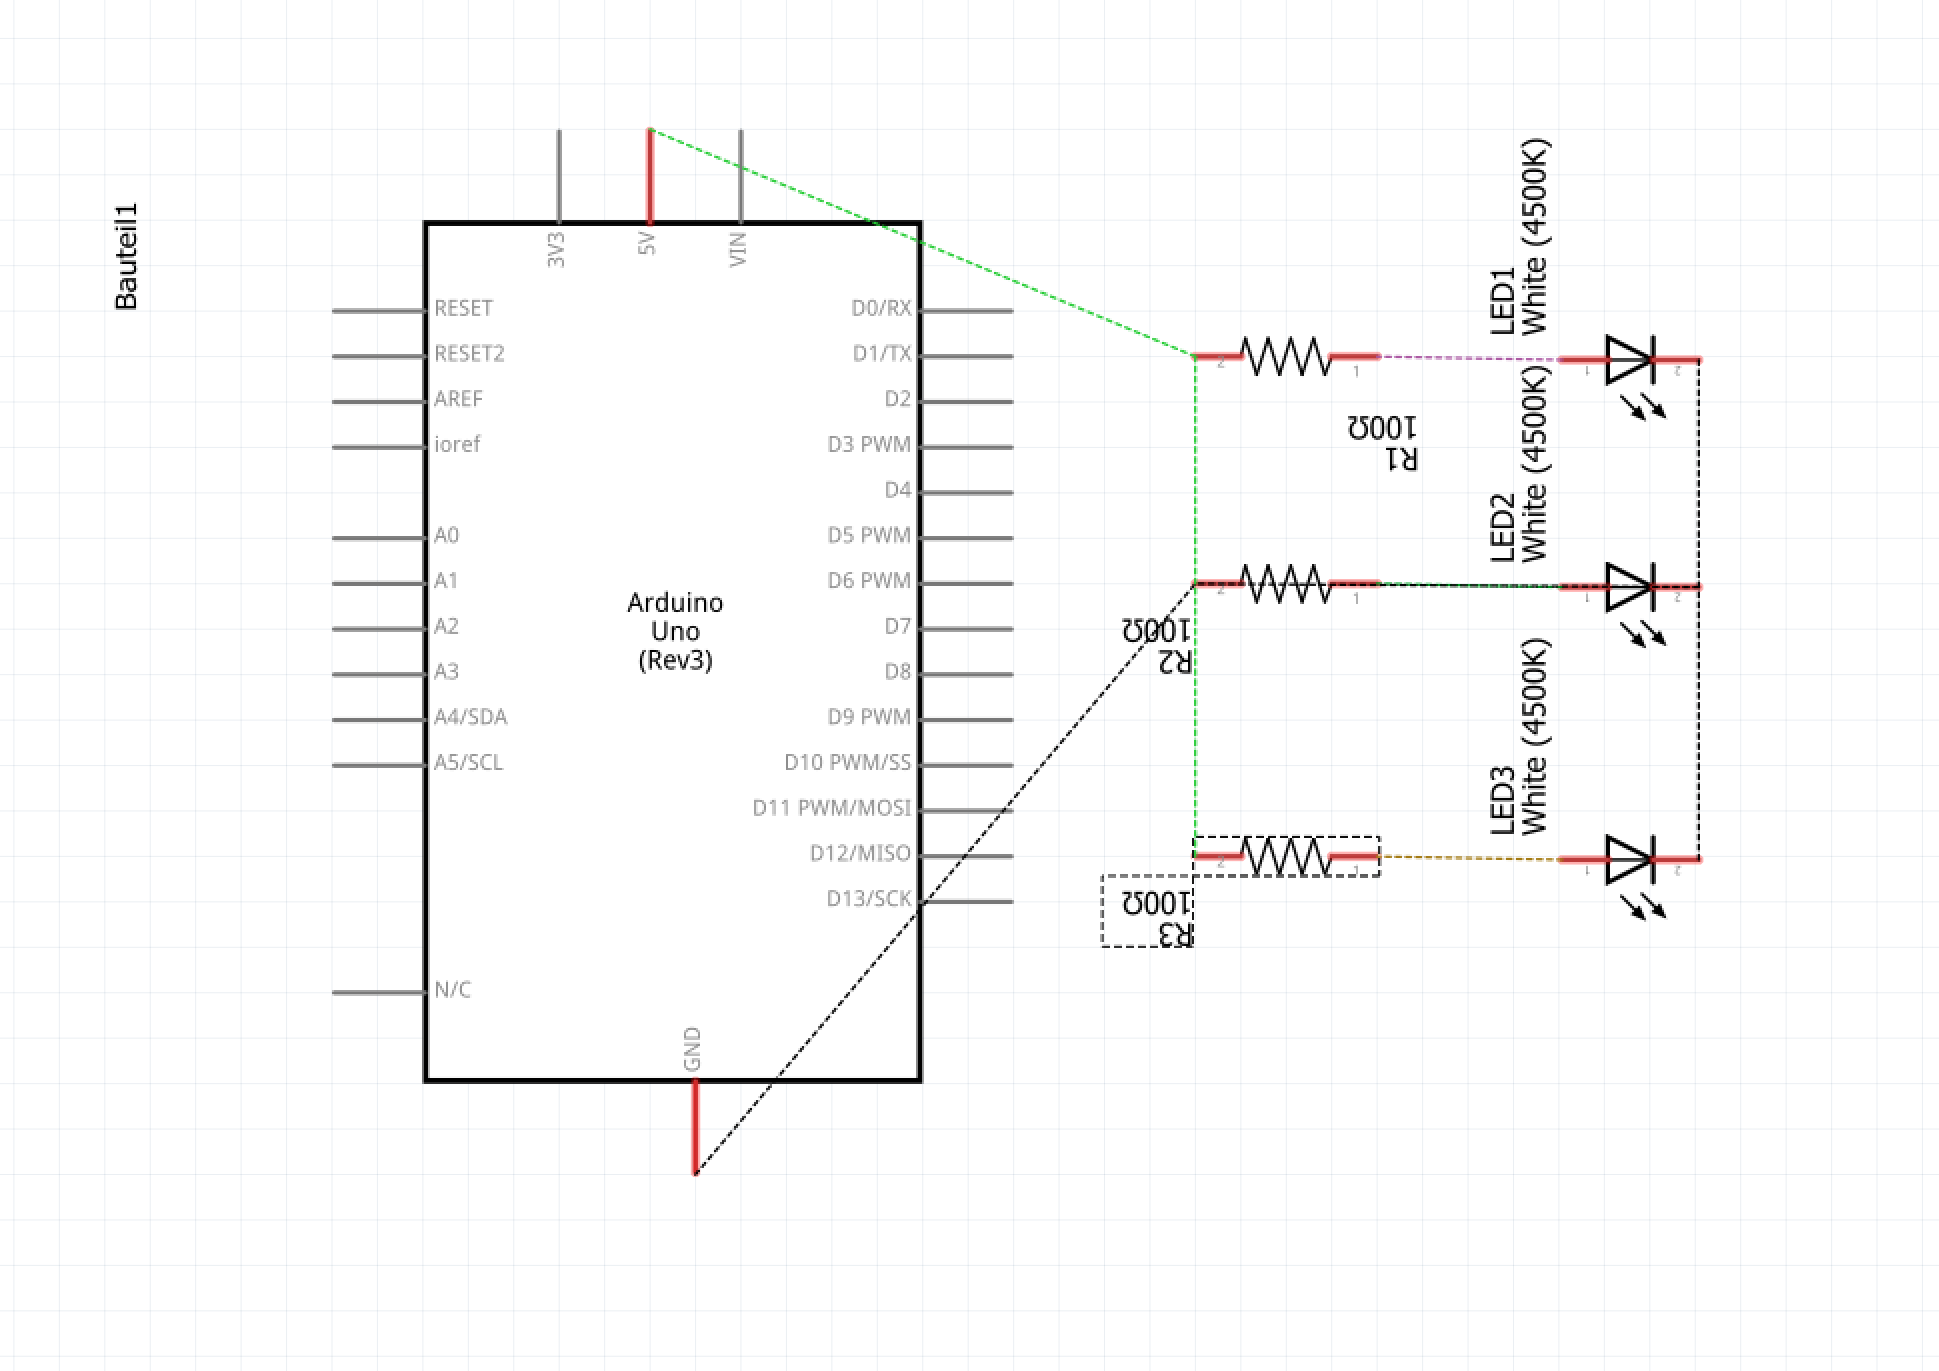 Bauteil1
3V3
5V
VIN
RESET
RESET2
AREF
ioref
A0
A1
A2
A3
A4/SDA
A5/SCL
N/C
D0/RX
D1/TX
D2
D3 PWM
D4
D5 PWM
D6 PWM
D7
D8
D9 PWM
D10 PWM/SS
D11 PWM/MOSI
D12/MISO
D13/SCK
Arduino
Uno
(Rev3)
GND
2
1
R1
100Ω
2
1
R2
100Ω
2
1
R3
100Ω
LED1
White (4500K)
1
2
LED2
White (4500K)
1
2
LED3
White (4500K)
1
2